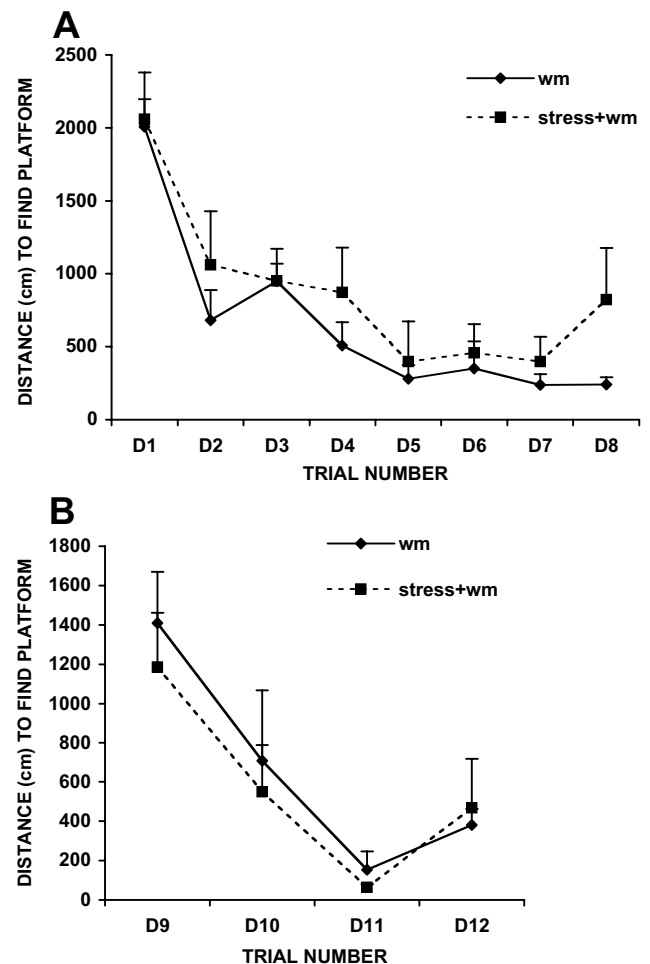 A
DISTANCE (cm) TO FIND PLATFORM
2500
2000
1500
1000
500
0
wm
stress+wm
D1 D2 D3 D4 D5 D6 D7 D8
TRIAL NUMBER
B
DISTANCE (cm) TO FIND PLATFORM
1800
1600
1400
1200
1000
800
600
400
200
0
wm
stress+wm
D9 D10 D11 D12
TRIAL NUMBER